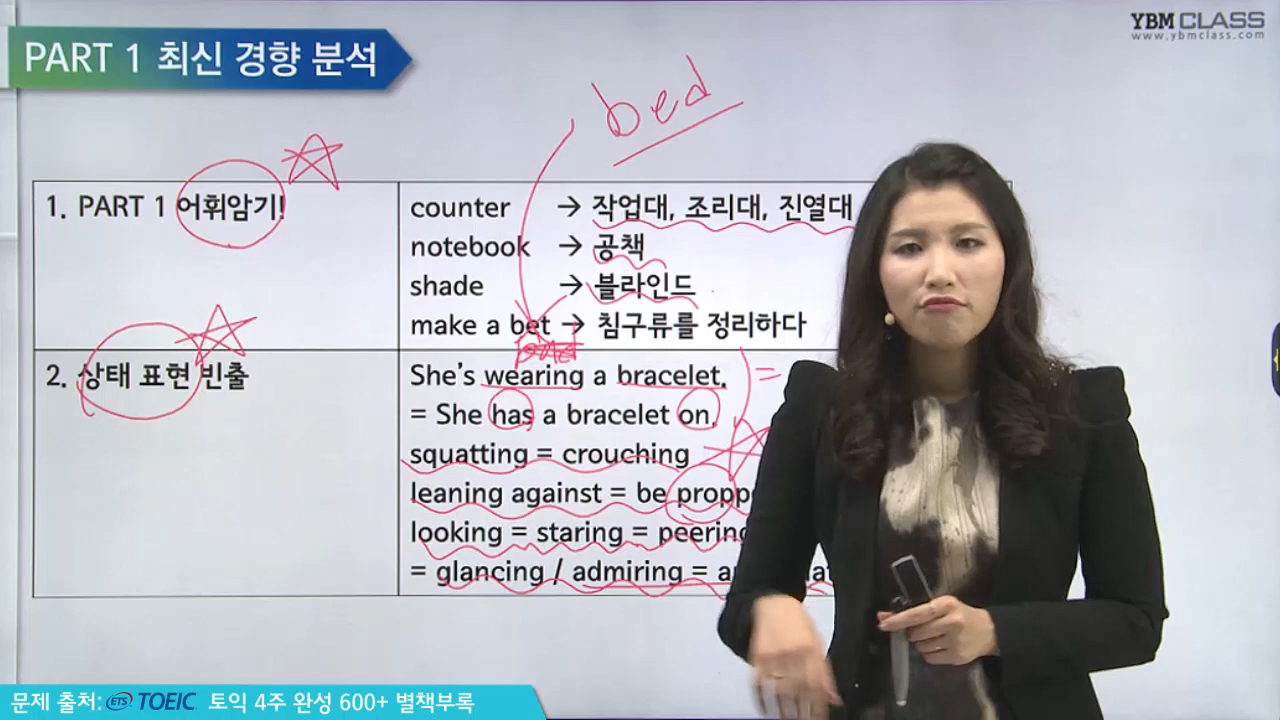 YBM CLASS
www.ybmclass.com
PART 1 최신 경향 분석
bed
1. PART 1 어휘암기!
counter → 작업대, 조리대, 진열대
notebook → 공책
shade → 블라인드
make a bet → 침구류를 정리하다
2. 상태 표현 빈출
She's wearing a bracelet.
=
= She has a bracelet on.
squatting = crouching
leaning against = be
looking = staring = peering
= glancing / admiring =
문제 출처: ETS TOEIC 토익 4주 완성 600+ 별책부록